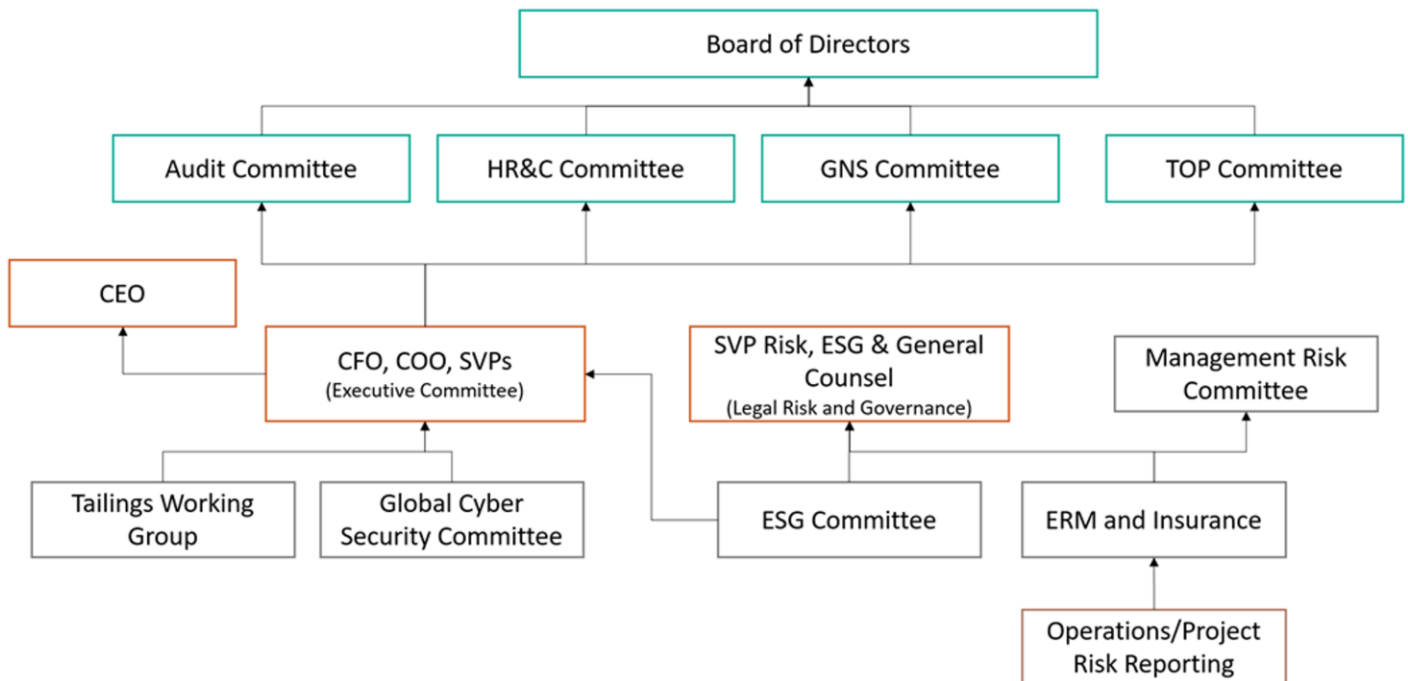 Board of Directors
Audit Committee
HR&C Committee
GNS Committee
TOP Committee
CEO
CFO, COO, SVPs
(Executive Committee)
SVP Risk, ESG & General
Counsel
(Legal Risk and Governance)
Management Risk
Committee
Tailings Working
Group
Global Cyber
Security Committee
ESG Committee
ERM and Insurance
Operations/Project
Risk Reporting